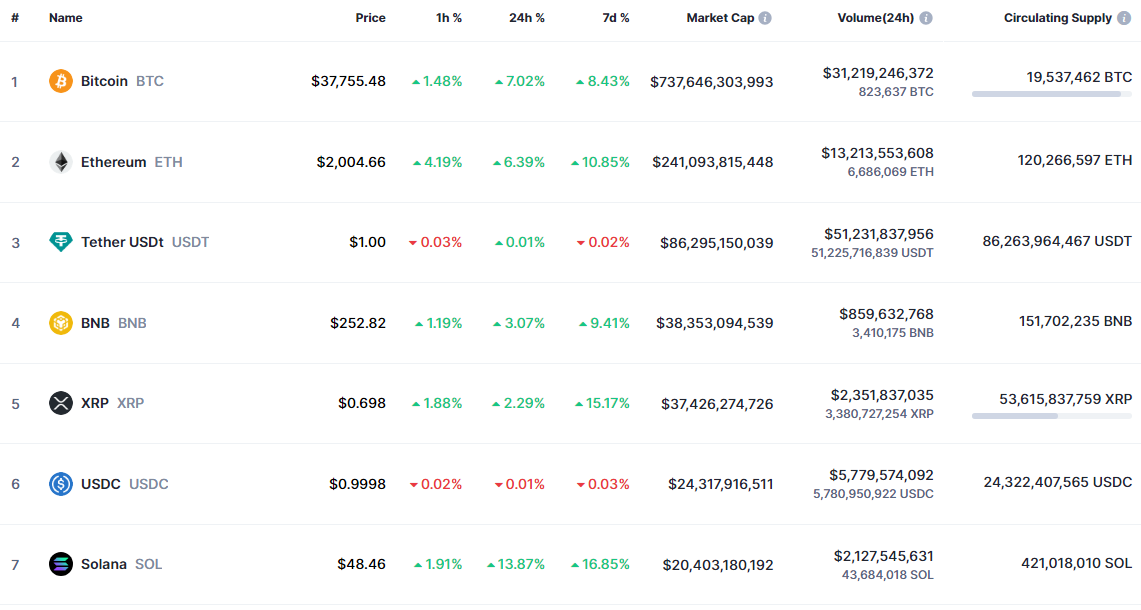 # Name Price 1h % 24h % 7d % Market Cap Volume(24h) Circulating Supply
1 Bitcoin BTC $37,755.48 1.48% 7.02% 8.43% $737,646,303,993 $31,219,246,372 19,537,462 BTC
823,637 BTC
2 Ethereum ETH $2,004.66 4.19% 6.39% 10.85% $241,093,815,448 $13,213,553,608 120,266,597 ETH
6,686,069 ETH
3 Tether USDt USDT $1.00 0.03% 0.01% 0.02% $86,295,150,039 $51,231,837,956 86,263,964,467 USDT
51,225,716,839 USDT
4 BNB BNB $252.82 1.19% 3.07% 9.41% $38,353,094,539 $859,632,768 151,702,235 BNB
3,410,175 BNB
5 XRP XRP $0.698 1.88% 2.29% 15.17% $37,426,274,726 $2,351,837,035 53,615,837,759 XRP
3,380,727,254 XRP
6 USDC USDC $0.9998 0.02% 0.01% 0.03% $24,317,916,511 $5,779,574,092 24,322,407,565 USDC
5,780,950,922 USDC
7 Solana SOL $48.46 1.91% 13.87% 16.85% $20,403,180,192 $2,127,545,631 421,018,010 SOL
43,684,018 SOL